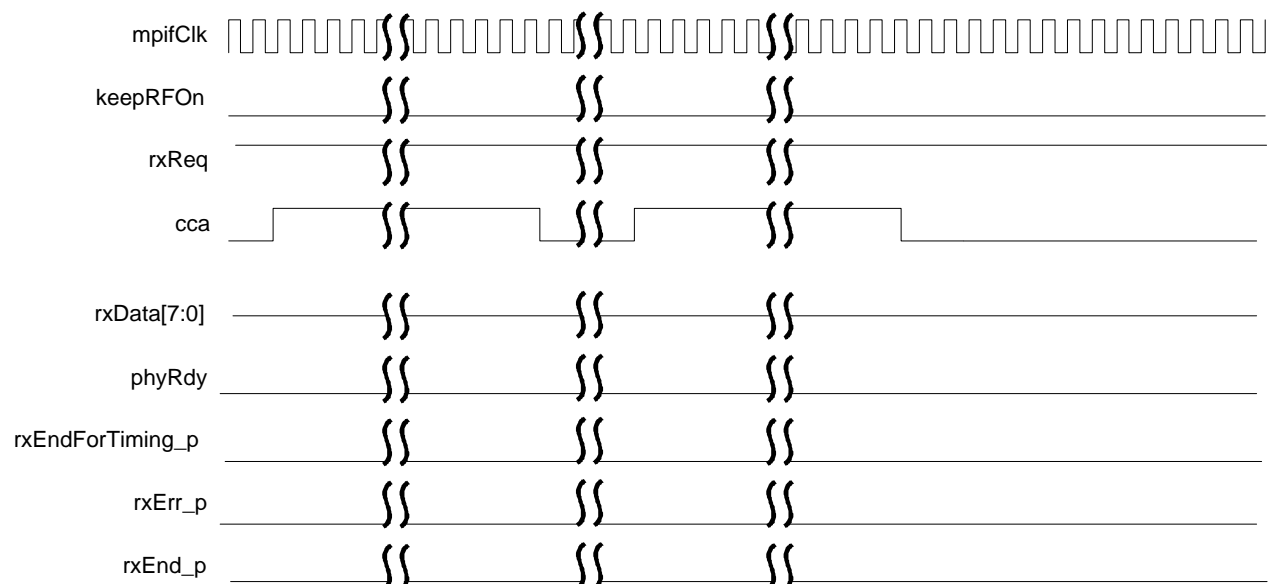 mpifClk
keepRFOn
rxReq
cca
rxData[7:0]
phyRdy
rxEndForTiming_p
rxErr_p
rxEnd_p